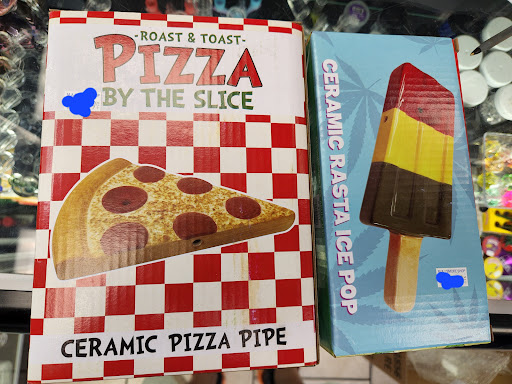 -ROAST & TOAST-
PIZZA
BY THE SLICE
CERAMIC PIZZA PIPE
CERAMIC RASTA ICE POP